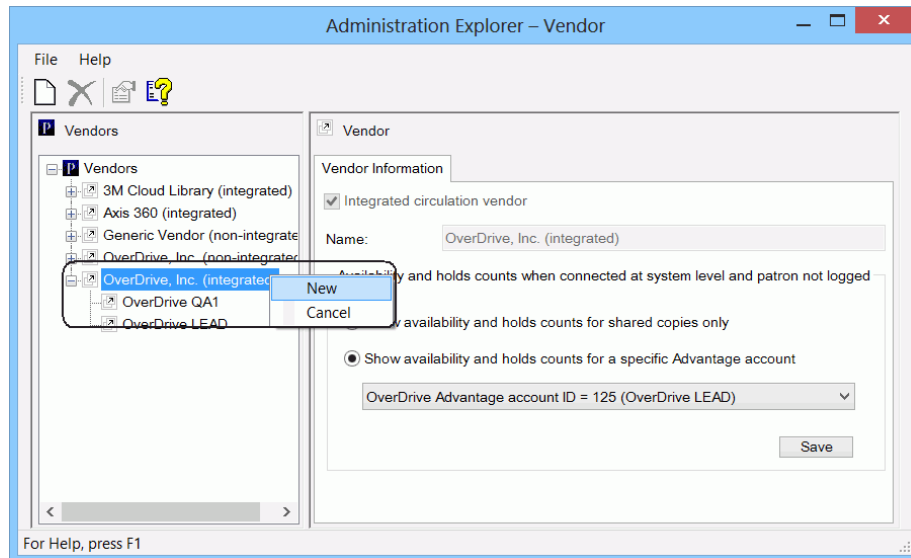 Administration Explorer – Vendor
File Help
Vendors
Vendors
3M Cloud Library (integrated)
Axis 360 (integrated)
Generic Vendor (non-integrate
OverDrive, Inc. (non-integrated
OverDrive, Inc. (integrated
OverDrive QA1
OverDrive LEAD
New
Cancel
Vendor
Vendor Information
Integrated circulation vendor
Name: OverDrive, Inc. (integrated)
Availability and holds counts when connected at system level and patron not logged
availability and holds counts for shared copies only
Show availability and holds counts for a specific Advantage account
OverDrive Advantage account ID = 125 (OverDrive LEAD)
Save
For Help, press F1